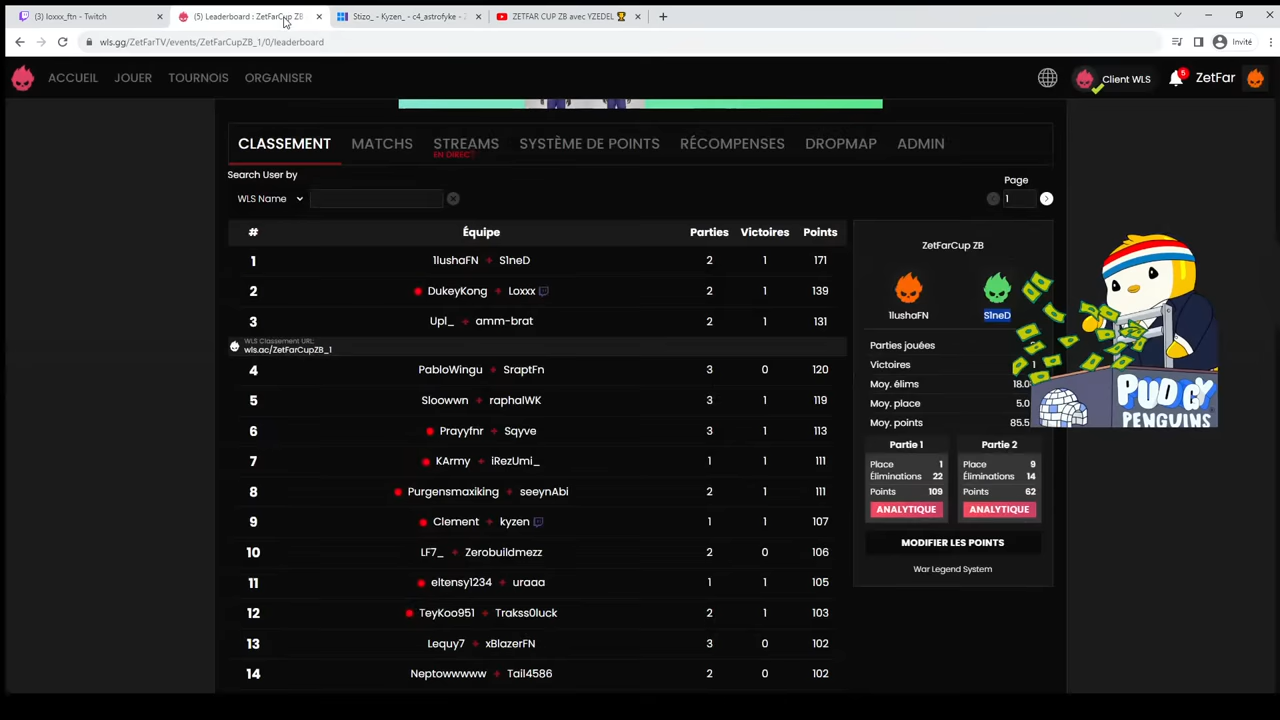 (3) loxxx_ftn - Twitch
(5) Leaderboard : ZetFarCup ZB
Stizo_ - Kyzen_ - c4_astrofyke - 2
ZETFAR CUP ZB avec YZEDEL 🏆
wls.gg/ZetFarTV/events/ZetFarCupZB_1/0/leaderboard
Invité
ACCUEIL JOUER TOURNOIS ORGANISER
Client WLS 6 ZetFar
CLASSEMENT MATCHS STREAMS SYSTÈME DE POINTS RÉCOMPENSES DROPMAP ADMIN
EN DIRECT
Search User by
Page
WLS Name
1
# Équipe Parties Victoires Points
1 1lushaFN S1neD 2 1 171
2 DukeyKong Loxxx 2 1 139
3 Upl_ amm-brat 2 1 131
WLS Classement URL:
wls.ac/ZetFarCupZB_1
4 PabloWingu SraptFn 3 0 120
5 Sloowwn raphalWK 3 1 119
6 Prayyfnr Sqyve 3 1 113
7 KArmy iRezUmi_ 1 1 111
8 Purgensmaxiking seeynAbi 2 1 111
9 Clement kyzen 1 1 107
10 LF7_ Zerobuildmezz 2 0 106
11 eltensy1234 uraaa 1 1 105
12 TeyKoo951 Trakss0luck 2 1 103
13 Lequy7 xBlazerFN 3 0 102
14 Neptowwwww Tail4586 2 0 102
ZetFarCup ZB
1lushaFN S1neD
Parties jouées
Victoires 1
Moy. élims 18.0
Moy. place 5.0
Moy. points 85.5
Partie 1
Place 1
Éliminations 22
Points 109
ANALYTIQUE
Partie 2
Place 9
Éliminations 14
Points 62
ANALYTIQUE
MODIFIER LES POINTS
War Legend System
PUDGY
PENGUINS